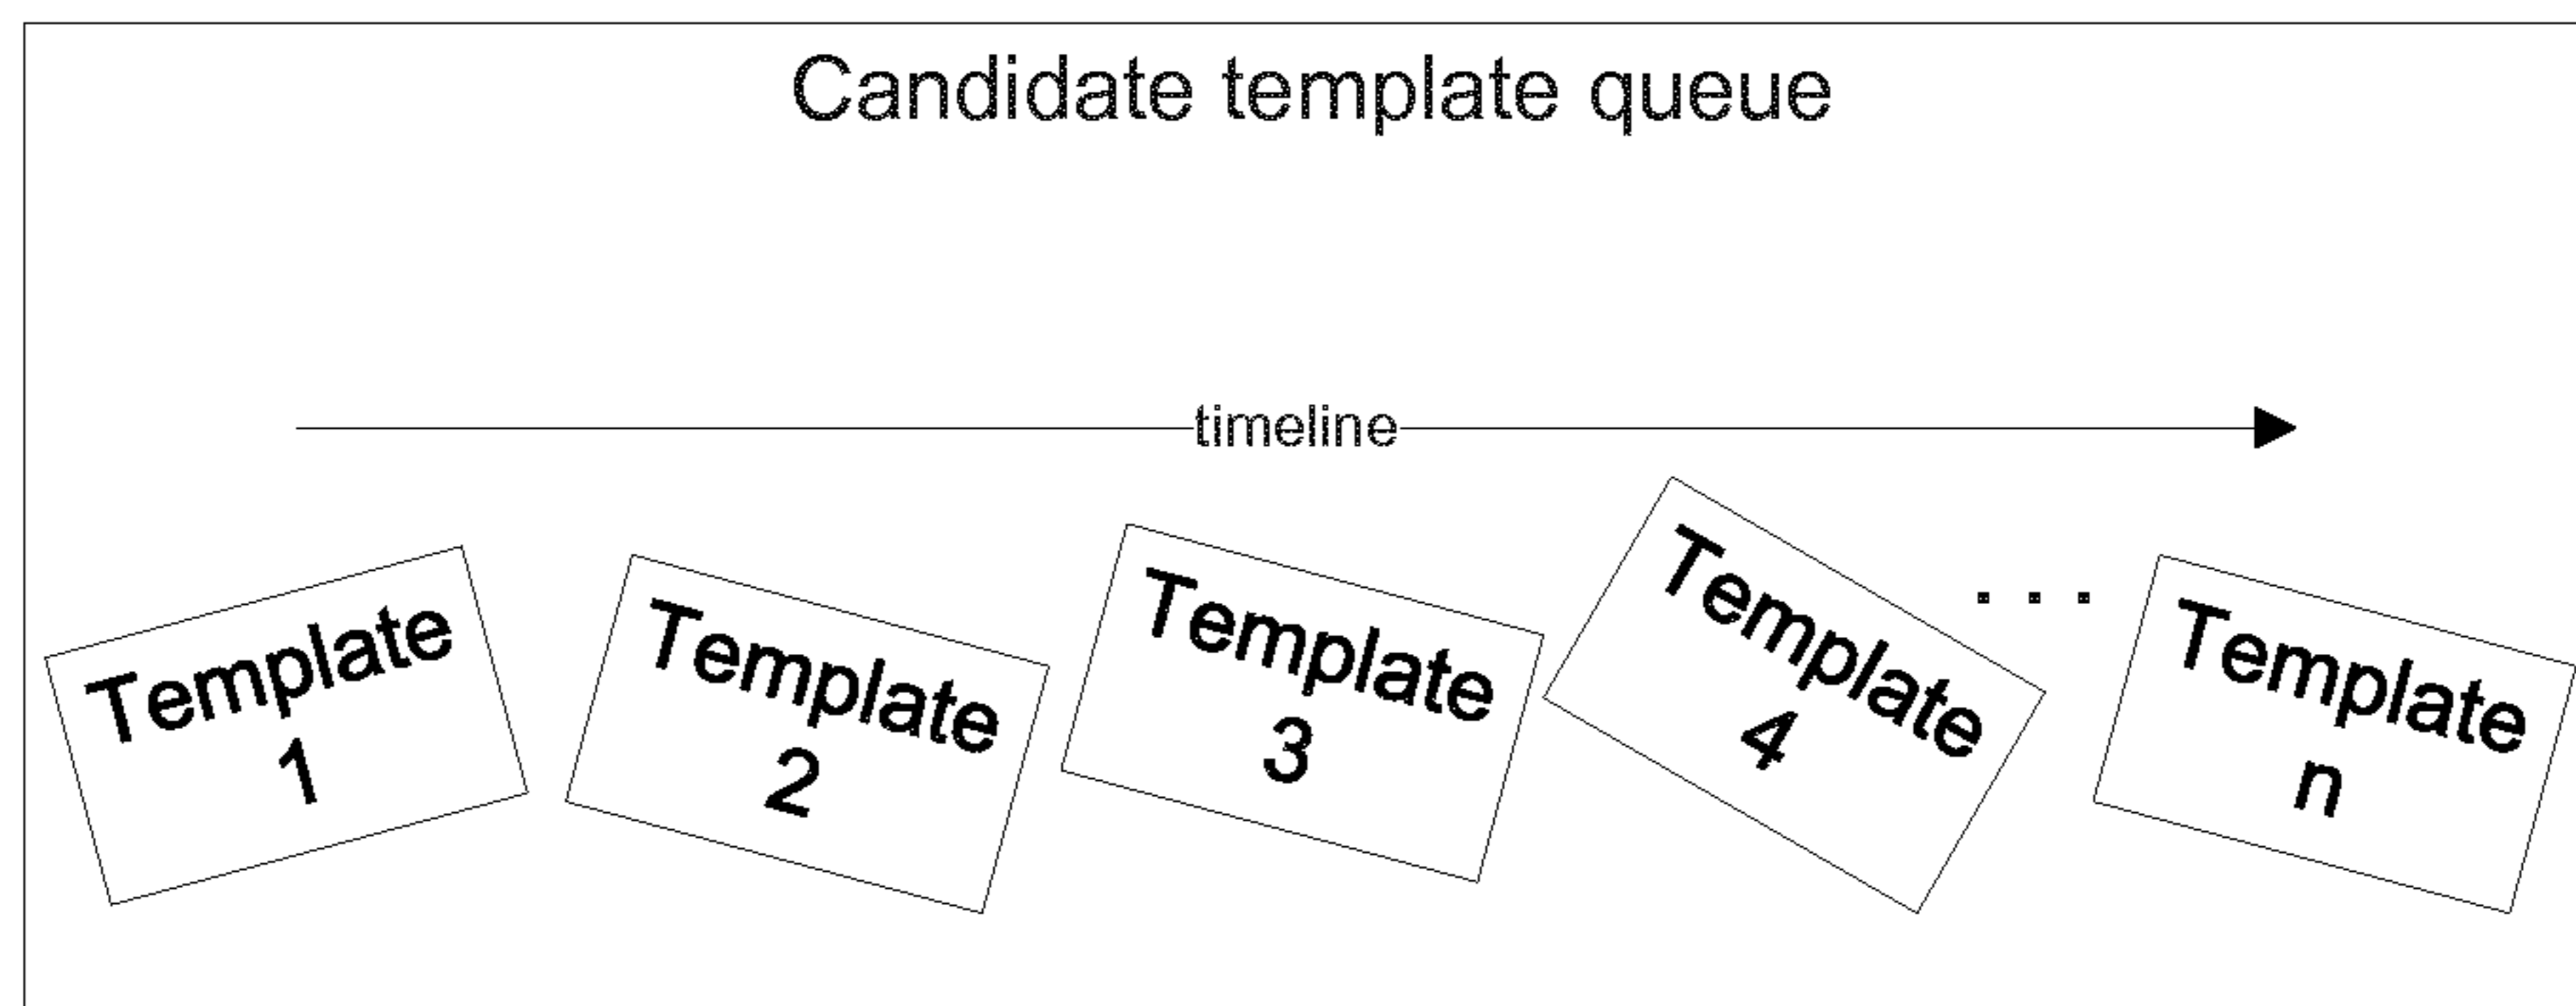 Candidate template queue
timeline
Template
1
Template
2
Template
3
Template
4
. . .
Template
n